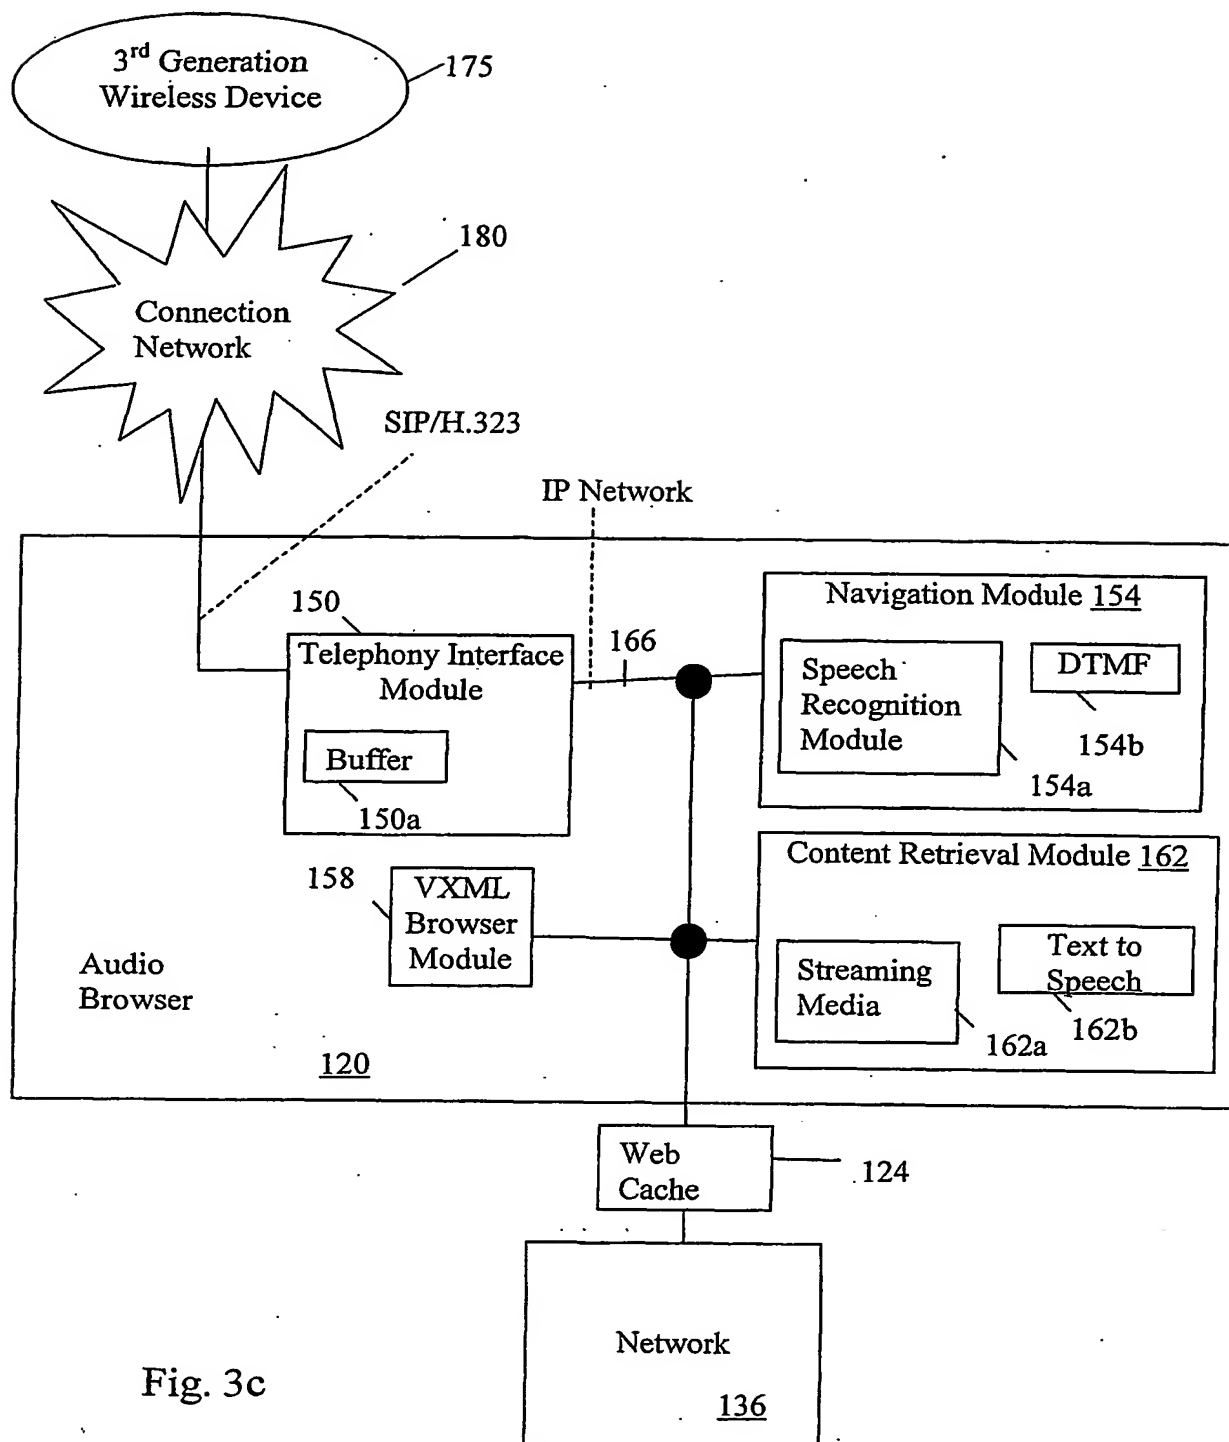 3rd Generation
Wireless Device
175
180
Connection
Network
SIP/H.323
IP Network
150
Telephony Interface
Module
Buffer
150a
166
Navigation Module 154
Speech
Recognition
Module
DTMF
154b
154a
158
VXML
Browser
Module
Content Retrieval Module 162
Streaming
Media
Text to
Speech
162a
162b
Audio
Browser
120
Web
Cache
124
Network
136
Fig. 3c